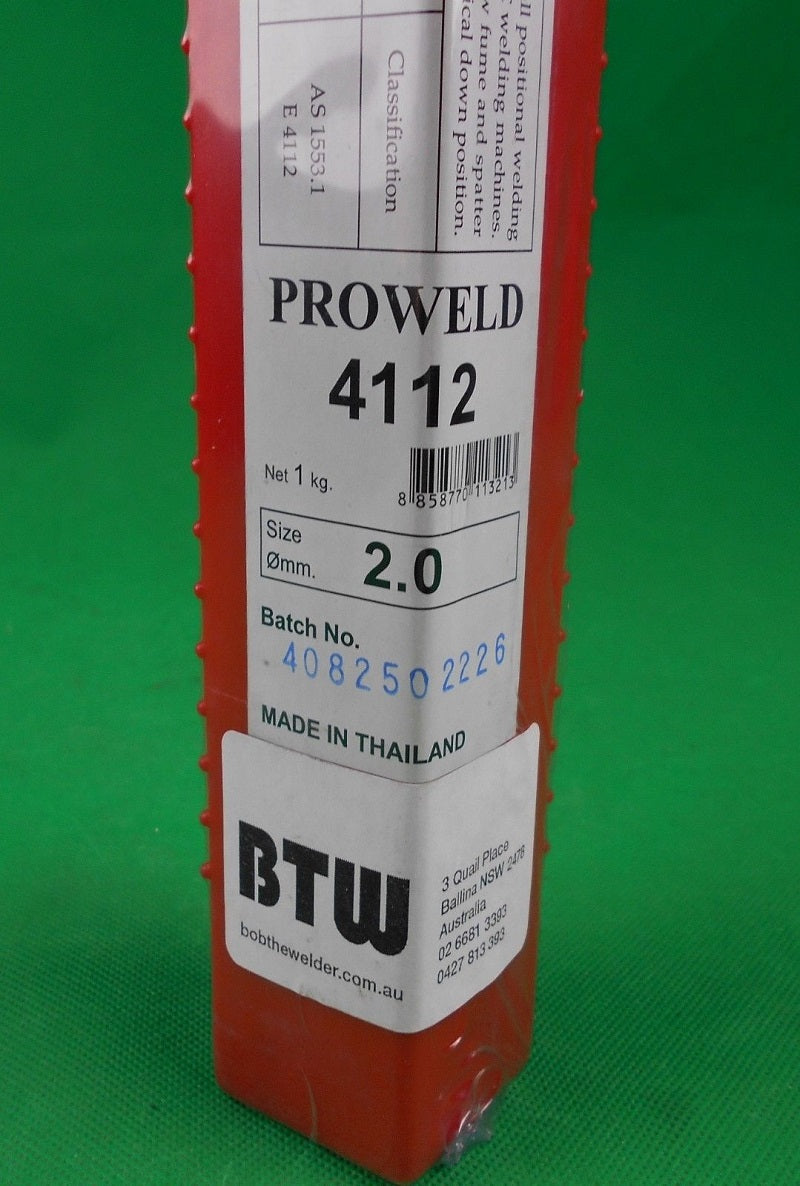 ll positional welding
welding machines.
w fume and spatter
ical down position.
Classification
AS 1553.1
E 4112
PROWELD
4112
Net 1 kg.
8 858770 113213
Size
Ømm.
2.0
Batch No.
408250 2226
MADE IN THAILAND
BTW
bobthewelder.com.au
3 Quail Place
Ballina NSW 2478
Australia
02 6681 3393
0427 813 393